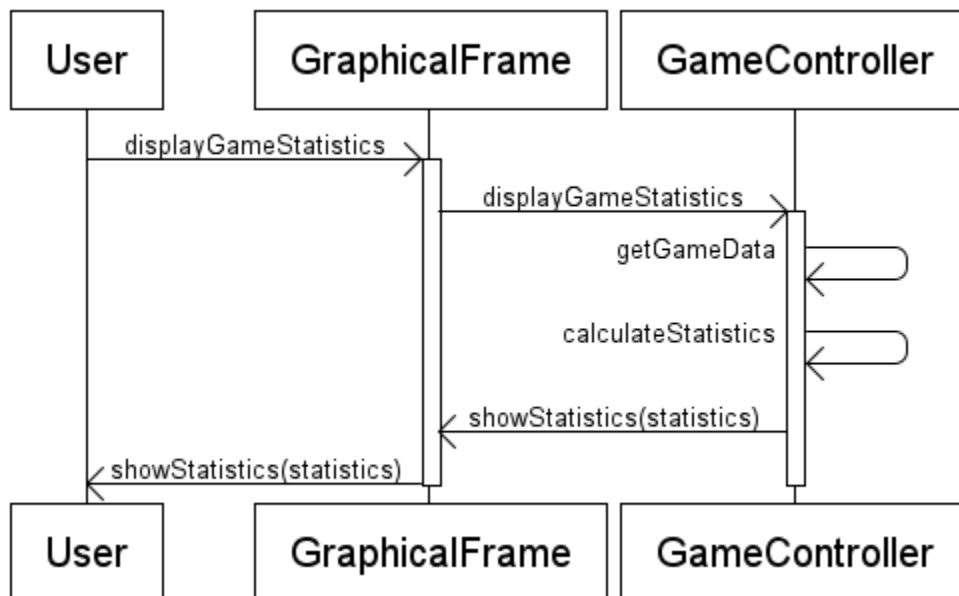 User GraphicalFrame GameController
displayGameStatistics
displayGameStatistics
getGameData
calculateStatistics
showStatistics(statistics)
showStatistics(statistics)
User GraphicalFrame GameController